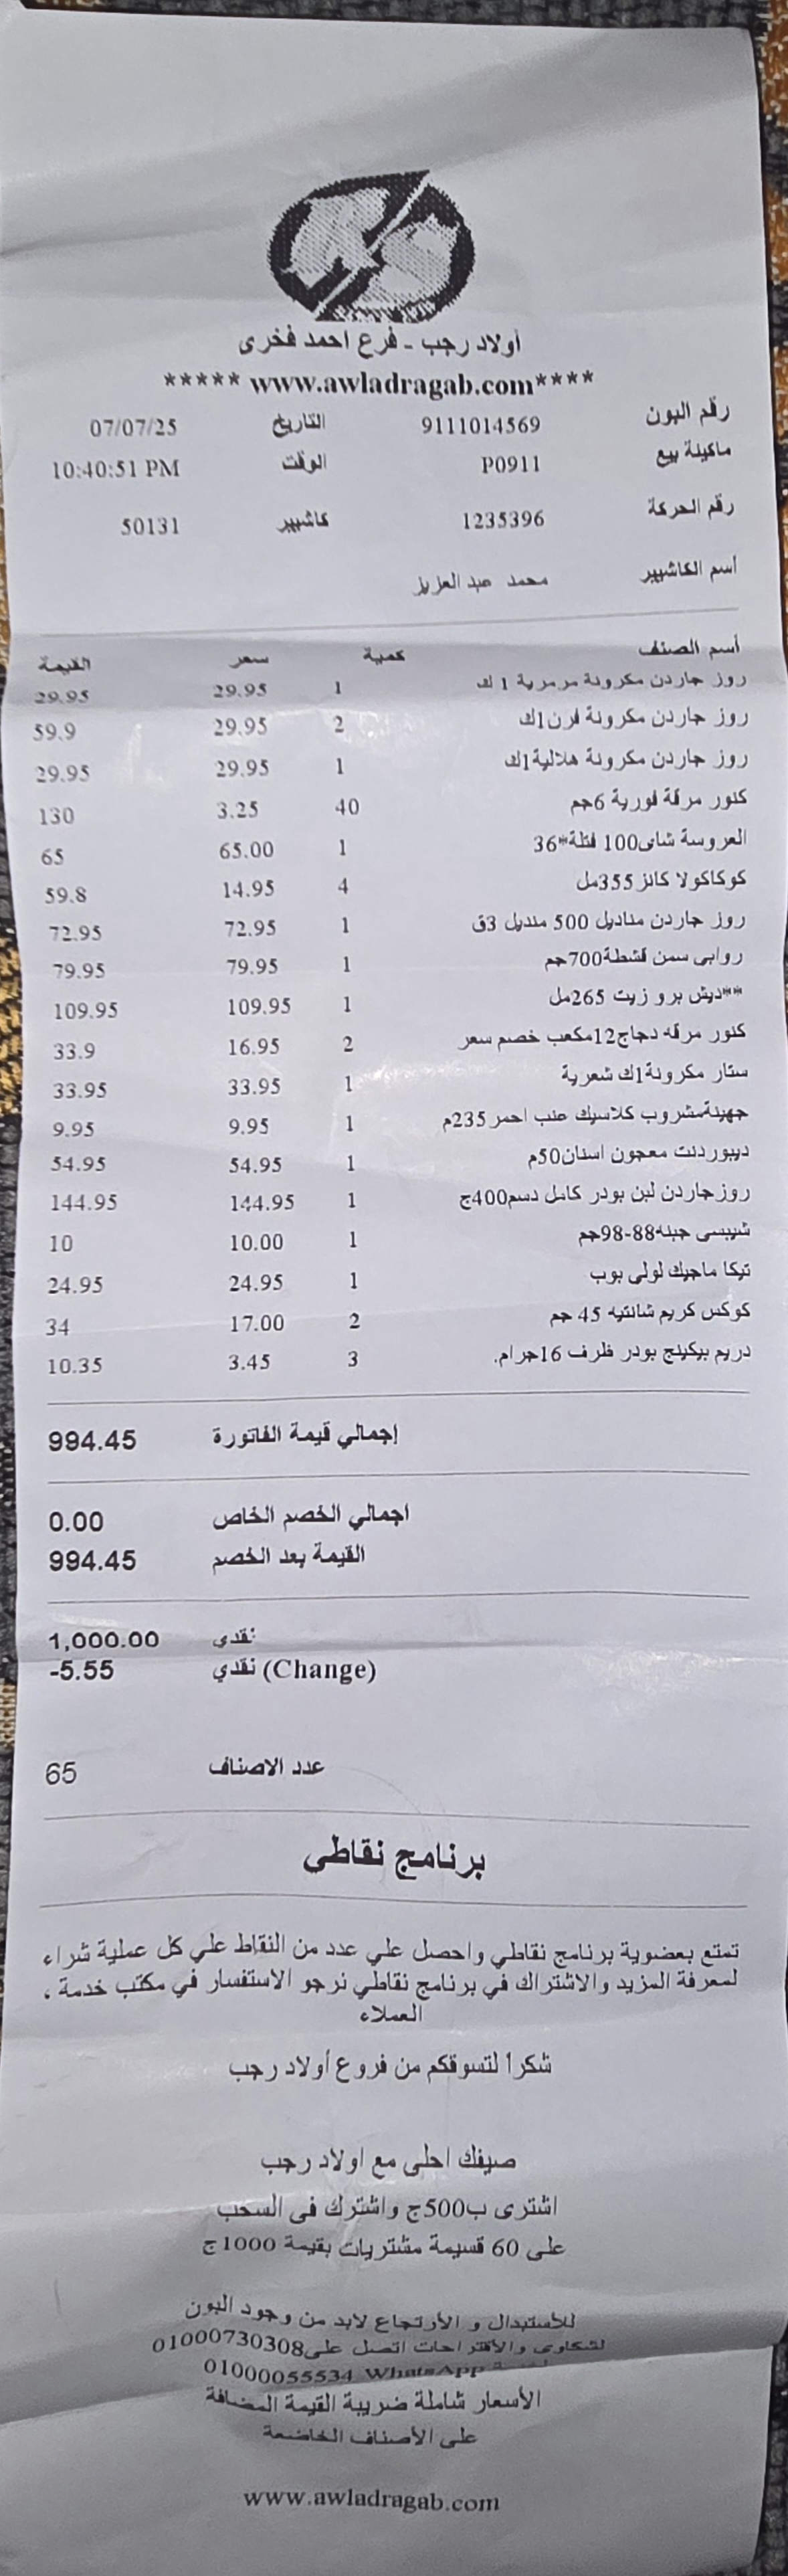 أولاد رجب - فرع احمد فخرى
***** www.awladragab.com****
رقم البون 9111014569 التاريخ 07/07/25
ماكينة بيع P0911 الوقت 10:40:51 PM
رقم الحركة 1235396 كاشيير 50131
أسم الكاشيير محمد عبد العزيز
أسم الصنف كمية سعر القيمة
روز جاردن مكرونة مرمرية 1 ك 1 29.95 29.95
روز جاردن مكرونة فرن1ك 2 29.95 59.9
روز جاردن مكرونة هلالية1ك 1 29.95 29.95
كنور مرقة فورية 6جم 40 3.25 130
العروسة شاى100 فتلة*36 1 65.00 65
كوكاكولا كانز355مل 4 14.95 59.8
روز جاردن مناديل 500 منديل 3ق 1 72.95 72.95
روابى سمن قشطة700جم 1 79.95 79.95
**ديش برو زيت 265مل 1 109.95 109.95
كنور مرقه دجاج12مكعب خصم سعر 2 16.95 33.9
ستار مكرونة1ك شعرية 1 33.95 33.95
جهينةمشروب كلاسيك عنب احمر235م 1 9.95 9.95
ديبوردنت معجون اسنان50م 1 54.95 54.95
روزجاردن لبن بودر كامل دسم400ج 1 144.95 144.95
شيبسى جبنه88-98جم 1 10.00 10
تيكا ماجيك لولى بوب 1 24.95 24.95
كوكس كريم شانتيه 45 جم 2 17.00 34
دريم بيكينج بودر ظرف 16جرام. 3 3.45 10.35
إجمالي قيمة الفاتورة 994.45
اجمالي الخصم الخاص 0.00
القيمة بعد الخصم 994.45
نقدي 1,000.00
نقدي (Change) -5.55
عدد الاصناف 65
برنامج نقاطى
تمتع بعضوية برنامج نقاطي واحصل علي عدد من النقاط علي كل عملية شراء
، لمعرفة المزيد والاشتراك في برنامج نقاطي نرجو الاستفسار في مكتب خدمة
العملاء
شكرا لتسوقكم من فروع أولاد رجب
صيفك احلى مع اولاد رجب
اشترى ب500ج واشترك فى السحب
على 60 قسيمة مشتريات بقيمة 1000ج
للأستبدال و الأرتجاع لابد من وجود البون
لشكاوى والأقتراحات اتصل على01000730308
WhatsApp 01000055534
الأسعار شاملة ضريبة القيمة المضافة
على الأصناف الخاضعة
www.awladragab.com